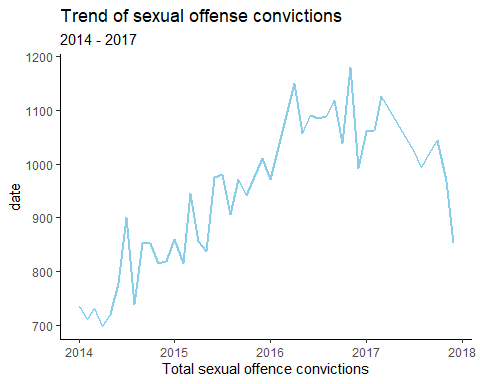 Trend of sexual offense convictions
2014 - 2017
1200
1100
1000
900
800
700
date
2014 2015 2016 2017 2018
Total sexual offence convictions